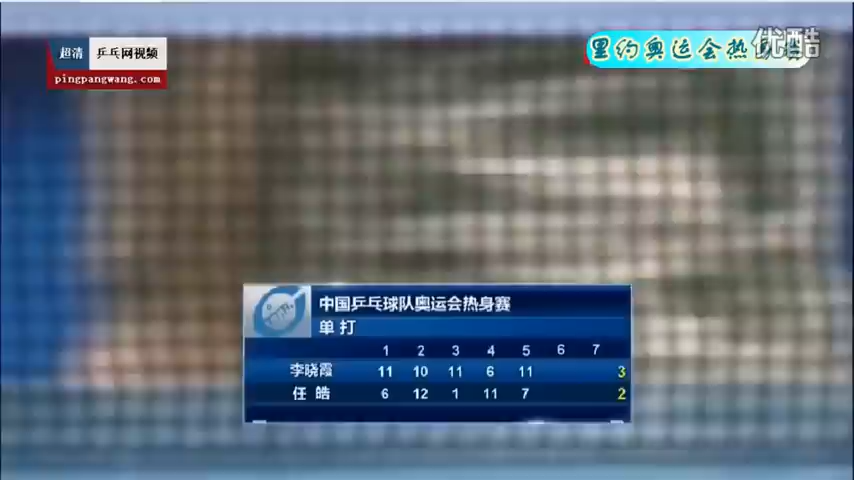 超清 乒乓网视频
pingpangwang.com
里约奥运会热身赛
优酷
中国乒乓球队奥运会热身赛
单 打
1 2 3 4 5 6 7
李晓霞 11 10 11 6 11 3
任 皓 6 12 1 11 7 2